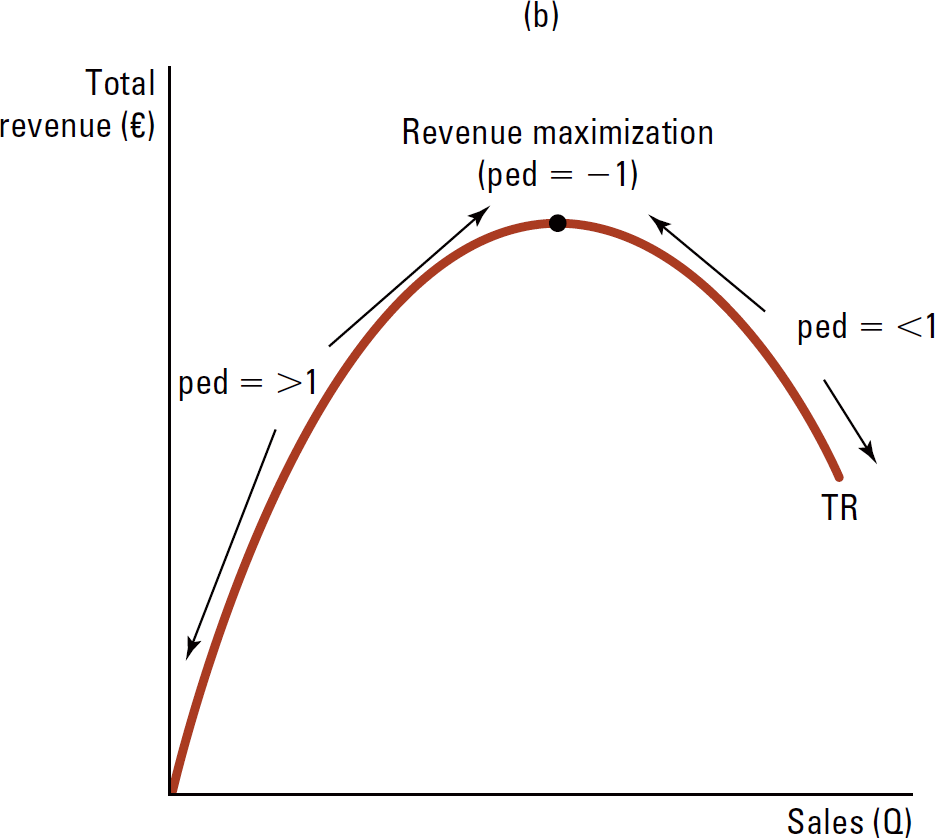 (b)
Total
revenue (€)
Revenue maximization
(ped = −1)
ped = <1
ped = >1
TR
Sales (Q)